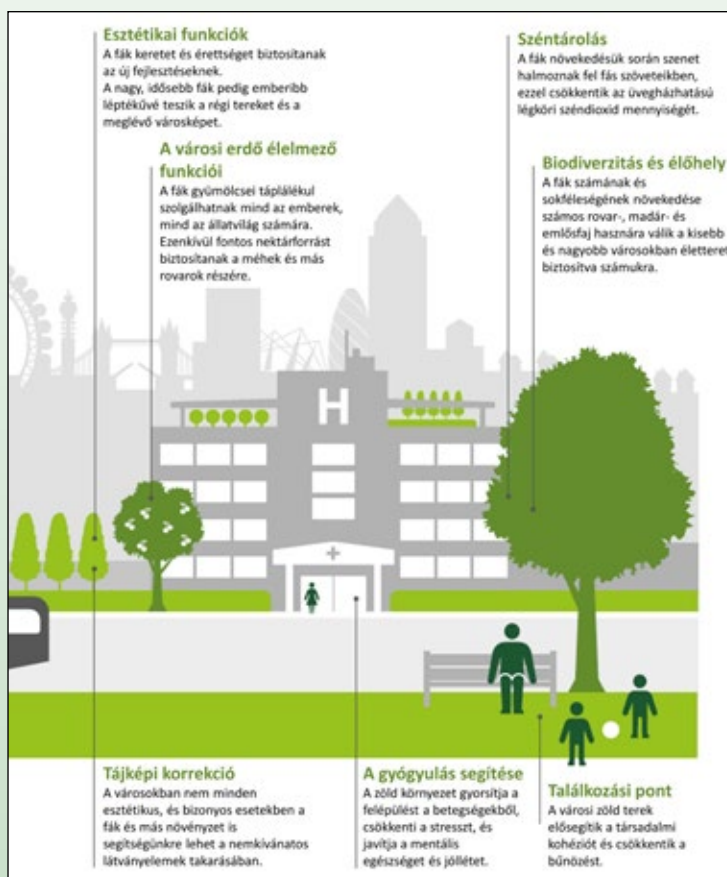 Esztétikai funkciók
A fák keretet és érettséget biztosítanak
az új fejlesztéseknek.
A nagy, idősebb fák pedig emberibb
léptékűvé teszik a régi tereket és a
meglévő városképet.
A városi erdő élelmező
funkciói
A fák gyümölcsei táplálékul
szolgálhatnak mind az emberek,
mind az állatvilág számára.
Ezenkívül fontos nektárforrást
biztosítanak a méhek és más
rovarok részére.
Széntárolás
A fák növekedésük során szenet
halmoznak fel fás szöveteikben,
ezzel csökkentik az üvegházhatású
légköri széndioxid mennyiségét.
Biodiverzitás és élőhely
A fák számának és
sokféleségének növekedése
számos rovar-, madár- és
emlősfaj hasznára válik a kisebb
és nagyobb városokban életteret
biztosítva számukra.
H
Tájképi korrekció
A városokban nem minden
esztétikus, és bizonyos esetekben a
fák és más növényzet is
segítségünkre lehet a nemkívánatos
látványelemek takarásában.
A gyógyulás segítése
A zöld környezet gyorsítja a
felépülést a betegségekből,
csökkenti a stresszt, és
javítja a mentális
egészséget és jóllétet.
Találkozási pont
A városi zöld terek
elősegítik a társadalmi
kohéziót és csökkentik a
bűnözést.